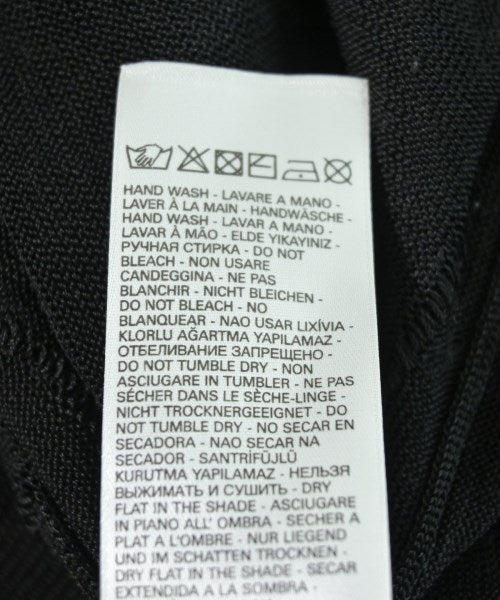 HAND WASH - LAVARE A MANO -
LAVER À LA MAIN - HANDWÄSCHE -
HAND WASH - LAVAR A MANO -
LAVAR À MÃO - ELDE YIKAYINIZ -
РУЧНАЯ СТИРКА - DO NOT
BLEACH - NON USARE
CANDEGGINA - NE PAS
BLANCHIR - NICHT BLEICHEN -
DO NOT BLEACH - NO
BLANQUEAR - NAO USAR LIXÍVIA -
KLORLU AĞARTMA YAPILAMAZ -
ОТБЕЛИВАНИЕ ЗАПРЕЩЕНО -
DO NOT TUMBLE DRY - NON
ASCIUGARE IN TUMBLER - NE PAS
SÉCHER DANS LE SÈCHE-LINGE -
NICHT TROCKNERGEEIGNET - DO
NOT TUMBLE DRY - NO SECAR EN
SECADORA - NAO SECAR NA
SECADOR - SANTRİFÜJLÜ
KURUTMA YAPILAMAZ - НЕЛЬЗЯ
ВЫЖИМАТЬ И СУШИТЬ - DRY
FLAT IN THE SHADE - ASCIUGARE
IN PIANO ALL' OMBRA - SECHER A
PLAT A L'OMBRE - NUR LIEGEND
UND IM SCHATTEN TROCKNEN -
DRY FLAT IN THE SHADE - SECAR
EXTENDIDA A LA SOMBRA -